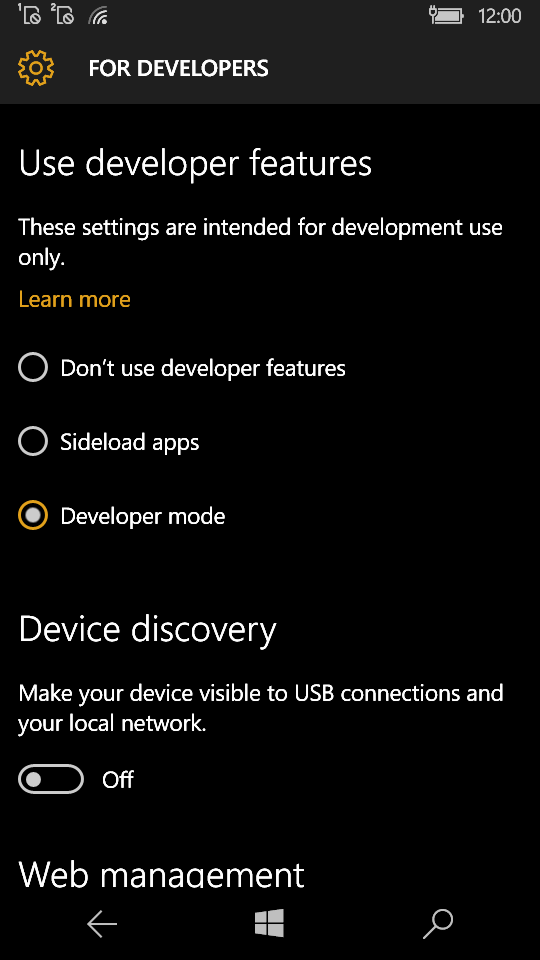 1 2 12:00
FOR DEVELOPERS
Use developer features
These settings are intended for development use
only.
Learn more
Don't use developer features
Sideload apps
Developer mode
Device discovery
Make your device visible to USB connections and
your local network.
Off
Web management